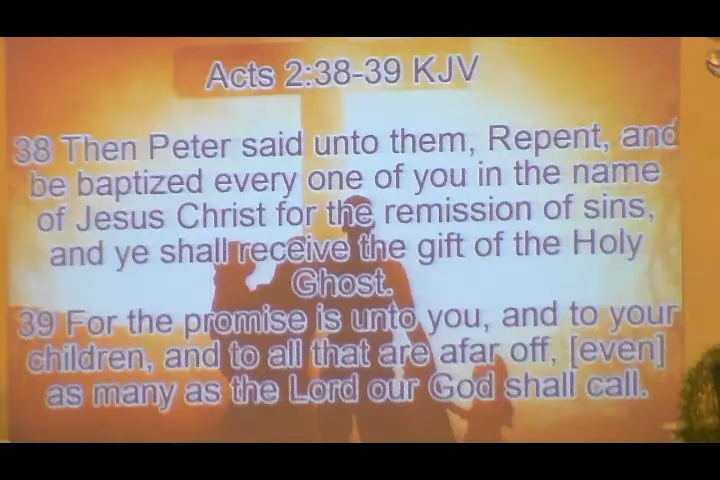 Acts 2:38-39 KJV
38 Then Peter said unto them, Repent, and
be baptized every one of you in the name
of Jesus Christ for the remission of sins,
and ye shall receive the gift of the Holy
Ghost.
39 For the promise is unto you, and to your
children, and to all that are afar off, [even]
as many as the Lord our God shall call.